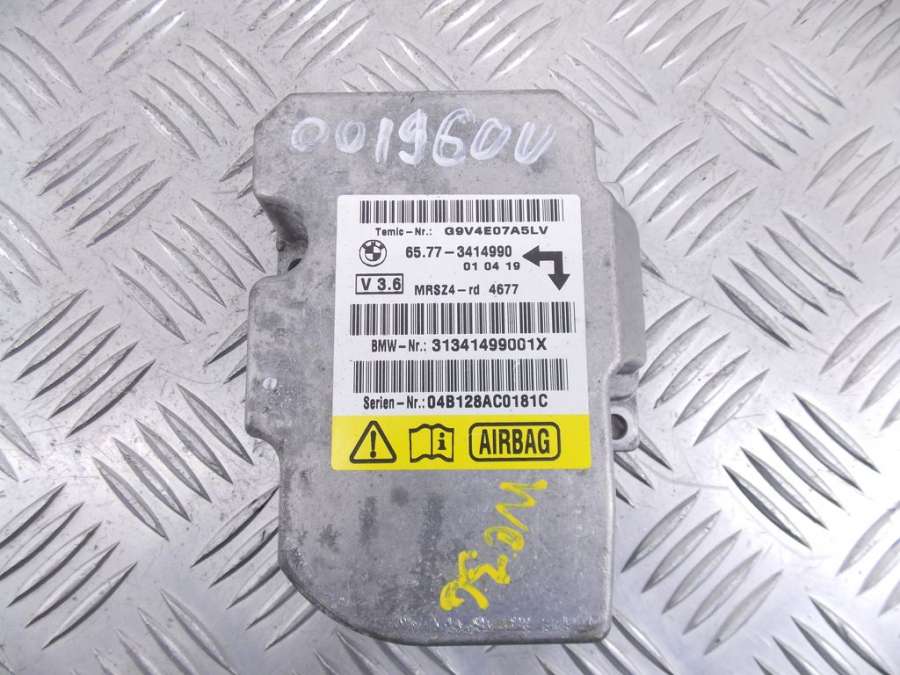 001960U
Temic-Nr.: G9V4E07A5LV
65.77-3414990
01 04 19
V 3.6
MRSZ4-rd 4677
BMW-Nr.: 31341499001X
Serien-Nr.: 04B128AC0181C
AIRBAG